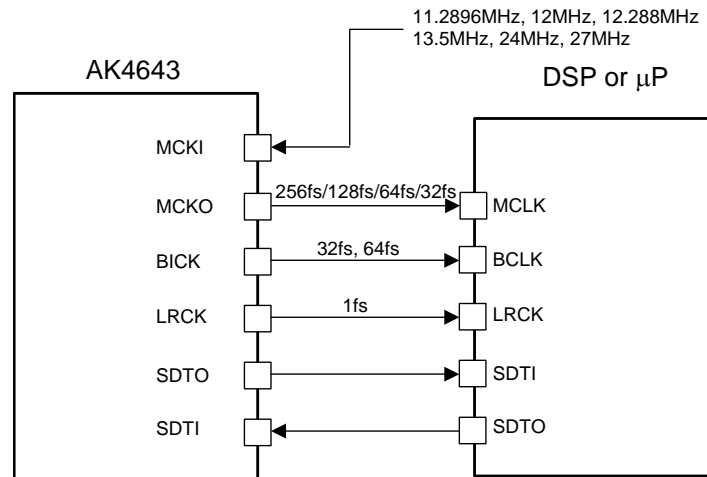 11.2896MHz, 12MHz, 12.288MHz
13.5MHz, 24MHz, 27MHz
AK4643
DSP or μP
MCKI
MCKO
256fs/128fs/64fs/32fs
MCLK
BICK
32fs, 64fs
BCLK
LRCK
1fs
LRCK
SDTO
SDTI
SDTI
SDTO